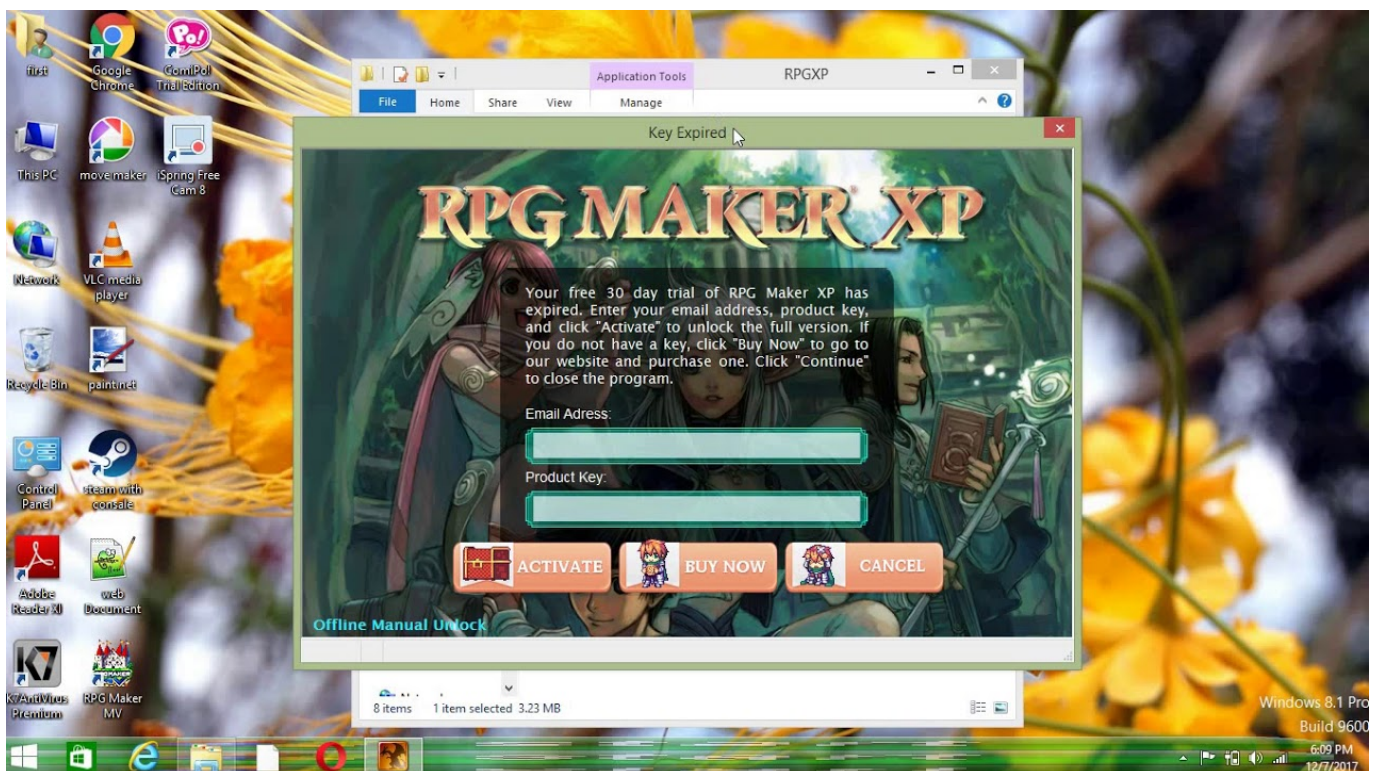 first
Google
Chrome
ComiPo!
Trial Edition
Application Tools
RPGXP
File
Home
Share
View
Manage
Key Expired
This PC
move maker
iSpring Free
Cam 8
RPG MAKER XP
Network
VLC media
player
Your free 30 day trial of RPG Maker XP has
expired. Enter your email address, product key,
and click "Activate" to unlock the full version. If
you do not have a key, click "Buy Now" to go to
our website and purchase one. Click "Continue"
to close the program.
Recycle Bin
paint.net
Email Adress:
Product Key:
Control
Panel
steam with
consale
ACTIVATE
BUY NOW
CANCEL
Adobe
Reader XI
web
Document
Offline Manual Unlock
K7AntiVirus
Premium
RPG Maker
MV
8 items
1 item selected 3.23 MB
Windows 8.1 Pro
Build 9600
6:09 PM
12/7/2017